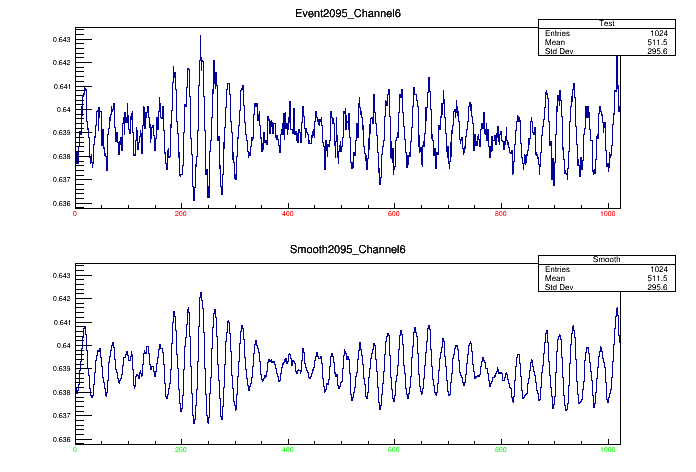 Event2095_Channel6
Test
Entries 1024
Mean 511.5
Std Dev 295.6
0.643
0.642
0.641
0.64
0.639
0.638
0.637
0.636
0 200 400 600 800 1000
Smooth2095_Channel6
Smooth
Entries 1024
Mean 511.5
Std Dev 295.6
0.643
0.642
0.641
0.64
0.639
0.638
0.637
0.636
0 200 400 600 800 1000